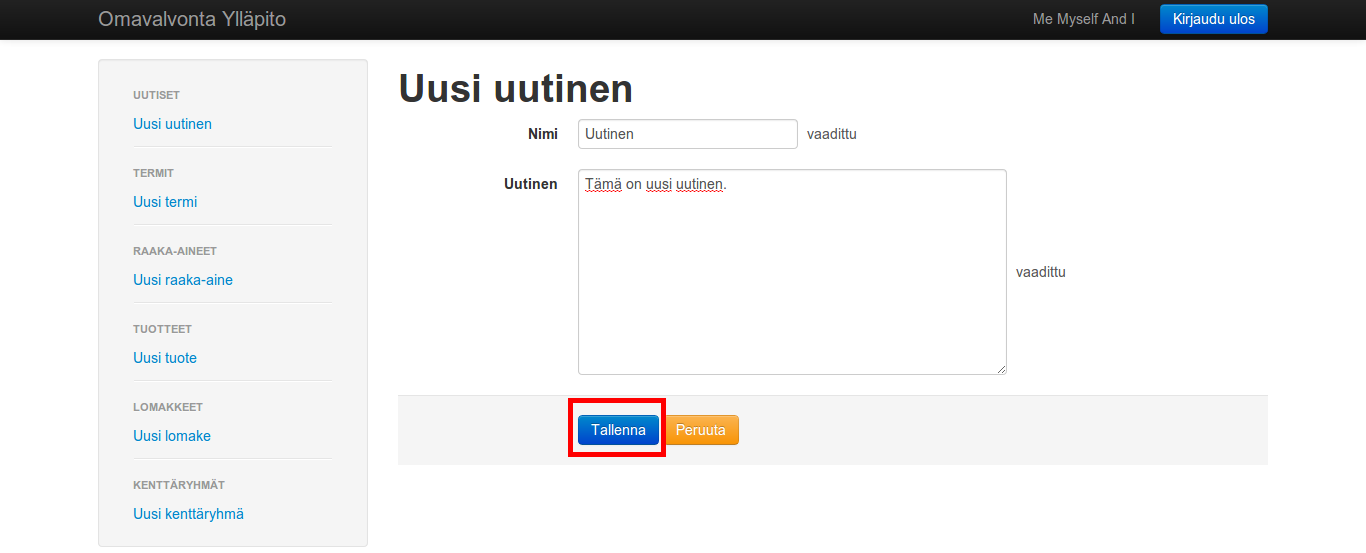 Omavalvonta Ylläpito
Me Myself And I
Kirjaudu ulos
UUTISET
Uusi uutinen
TERMIT
Uusi termi
RAAKA-AINEET
Uusi raaka-aine
TUOTTEET
Uusi tuote
LOMAKKEET
Uusi lomake
KENTTÄRYHMÄT
Uusi kenttäryhmä
Uusi uutinen
Nimi Uutinen vaadittu
Uutinen Tämä on uusi uutinen.
vaadittu
Tallenna Peruuta